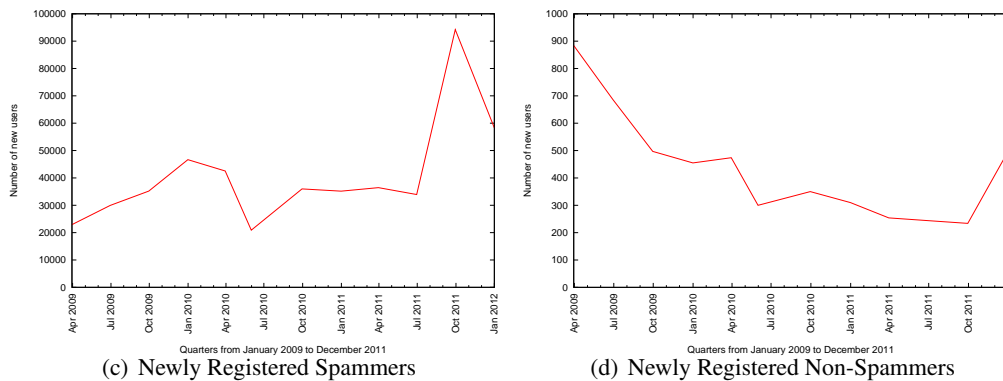 100000
90000
80000
70000
60000
50000
40000
30000
20000
10000
0
Number of new users
Apr 2009
Jul 2009
Oct 2009
Jan 2010
Apr 2010
Jul 2010
Oct 2010
Jan 2011
Apr 2011
Jul 2011
Oct 2011
Jan 2012
Quarters from January 2009 to December 2011
(c) Newly Registered Spammers
1000
900
800
700
600
500
400
300
200
100
0
Number of new users
Apr 2009
Jul 2009
Oct 2009
Jan 2010
Apr 2010
Jul 2010
Oct 2010
Jan 2011
Apr 2011
Jul 2011
Oct 2011
Quarters from January 2009 to December 2011
(d) Newly Registered Non-Spammers